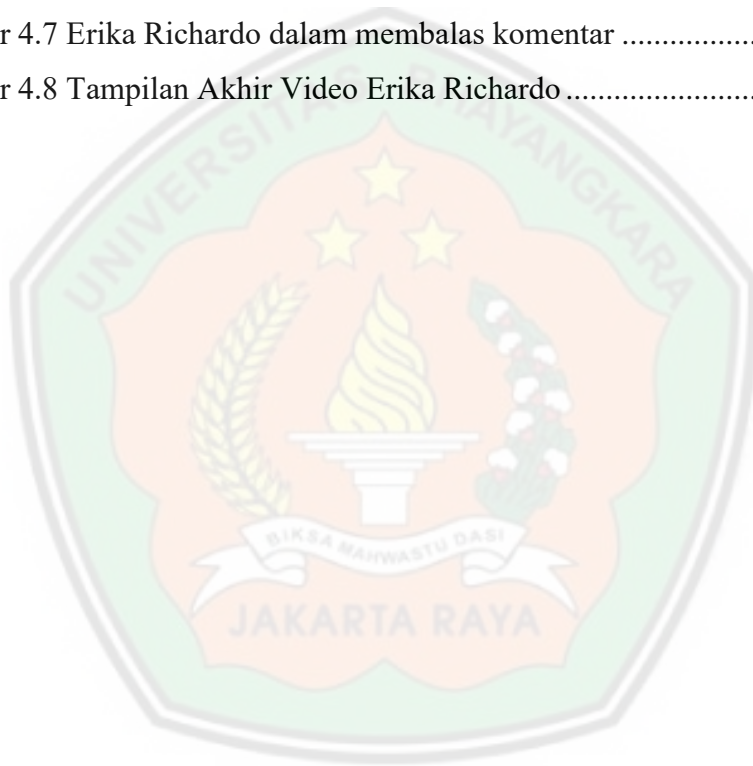 r 4.7 Erika Richardo dalam membalas komentar .................
r 4.8 Tampilan Akhir Video Erika Richardo .......................
UNIVERSITAS BHAYANGKARA
BIKSA MAHWASTU DASI
JAKARTA RAYA